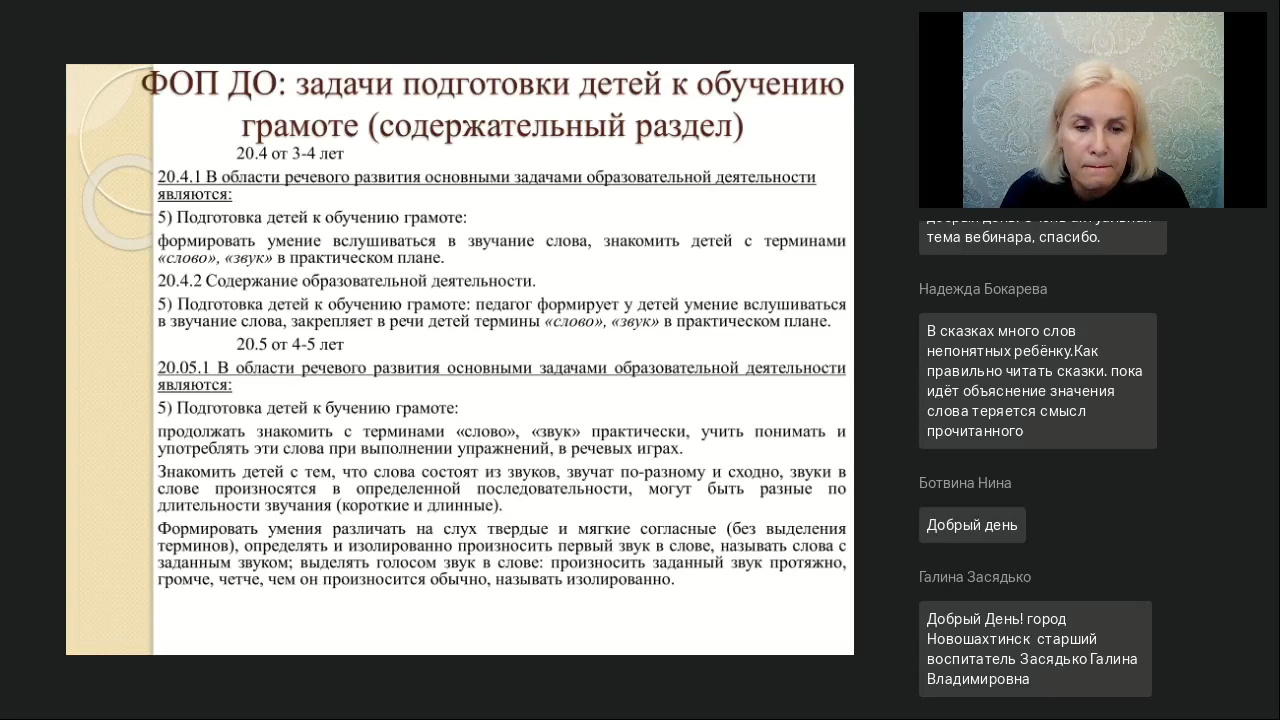 ФОП ДО: задачи подготовки детей к обучению
грамоте (содержательный раздел)
20.4 от 3-4 лет
20.4.1 В области речевого развития основными задачами образовательной деятельности
являются:
5) Подготовка детей к обучению грамоте:
формировать умение вслушиваться в звучание слова, знакомить детей с терминами
«слово», «звук» в практическом плане.
20.4.2 Содержание образовательной деятельности.
5) Подготовка детей к обучению грамоте: педагог формирует у детей умение вслушиваться
в звучание слова, закрепляет в речи детей термины «слово», «звук» в практическом плане.
20.5 от 4-5 лет
20.05.1 В области речевого развития основными задачами образовательной деятельности
являются:
5) Подготовка детей к бучению грамоте:
продолжать знакомить с терминами «слово», «звук» практически, учить понимать и
употреблять эти слова при выполнении упражнений, в речевых играх.
Знакомить детей с тем, что слова состоят из звуков, звучат по-разному и сходно, звуки в
слове произносятся в определенной последовательности, могут быть разные по
длительности звучания (короткие и длинные).
Формировать умения различать на слух твердые и мягкие согласные (без выделения
терминов), определять и изолированно произносить первый звук в слове, называть слова с
заданным звуком; выделять голосом звук в слове: произносить заданный звук протяжно,
громче, четче, чем он произносится обычно, называть изолированно.
тема вебинара, спасибо.
Надежда Бокарева
В сказках много слов
непонятных ребёнку.Как
правильно читать сказки. пока
идёт объяснение значения
слова теряется смысл
прочитанного
Ботвина Нина
Добрый день
Галина Засядько
Добрый День! город
Новошахтинск старший
воспитатель Засядько Галина
Владимировна